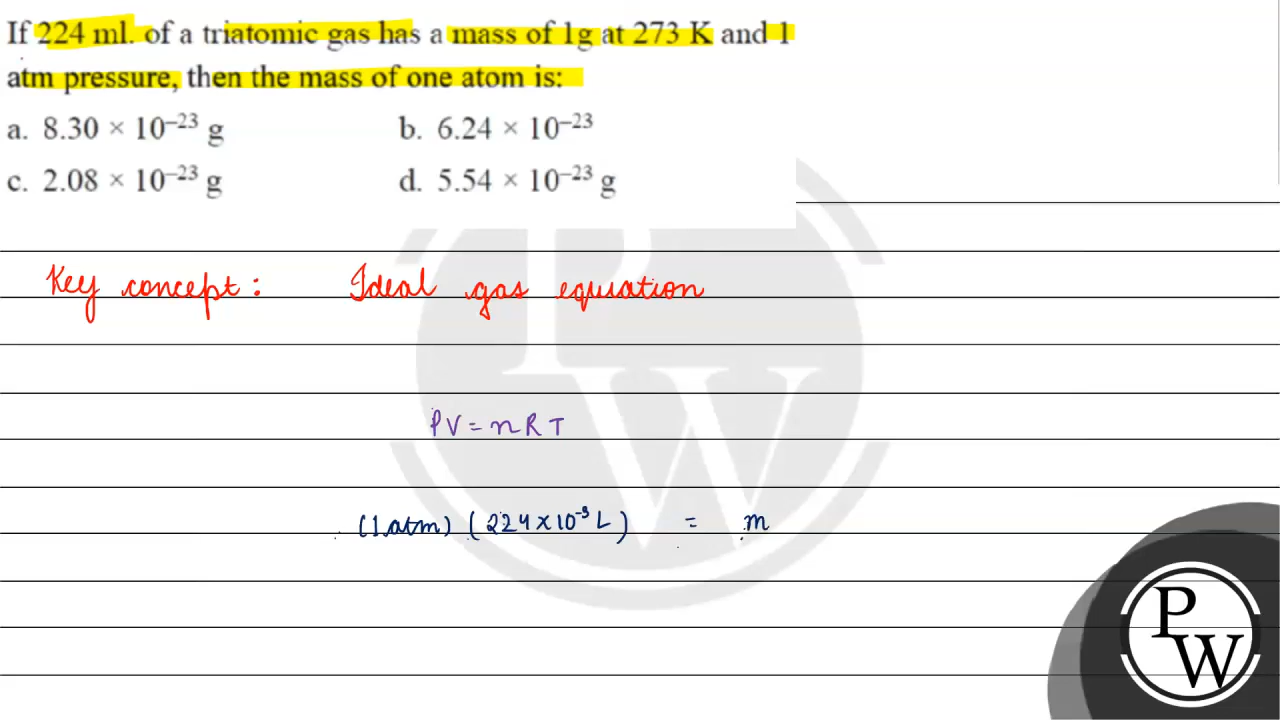 If 224 ml. of a triatomic gas has a mass of 1g at 273 K and 1
atm pressure, then the mass of one atom is:
a. 8.30 × 10⁻²³ g b. 6.24 × 10⁻²³
c. 2.08 × 10⁻²³ g d. 5.54 × 10⁻²³ g
Key concept: Ideal gas equation
PV = nRT
(1 atm) (224 × 10⁻³ L) = m
P
W
P
W